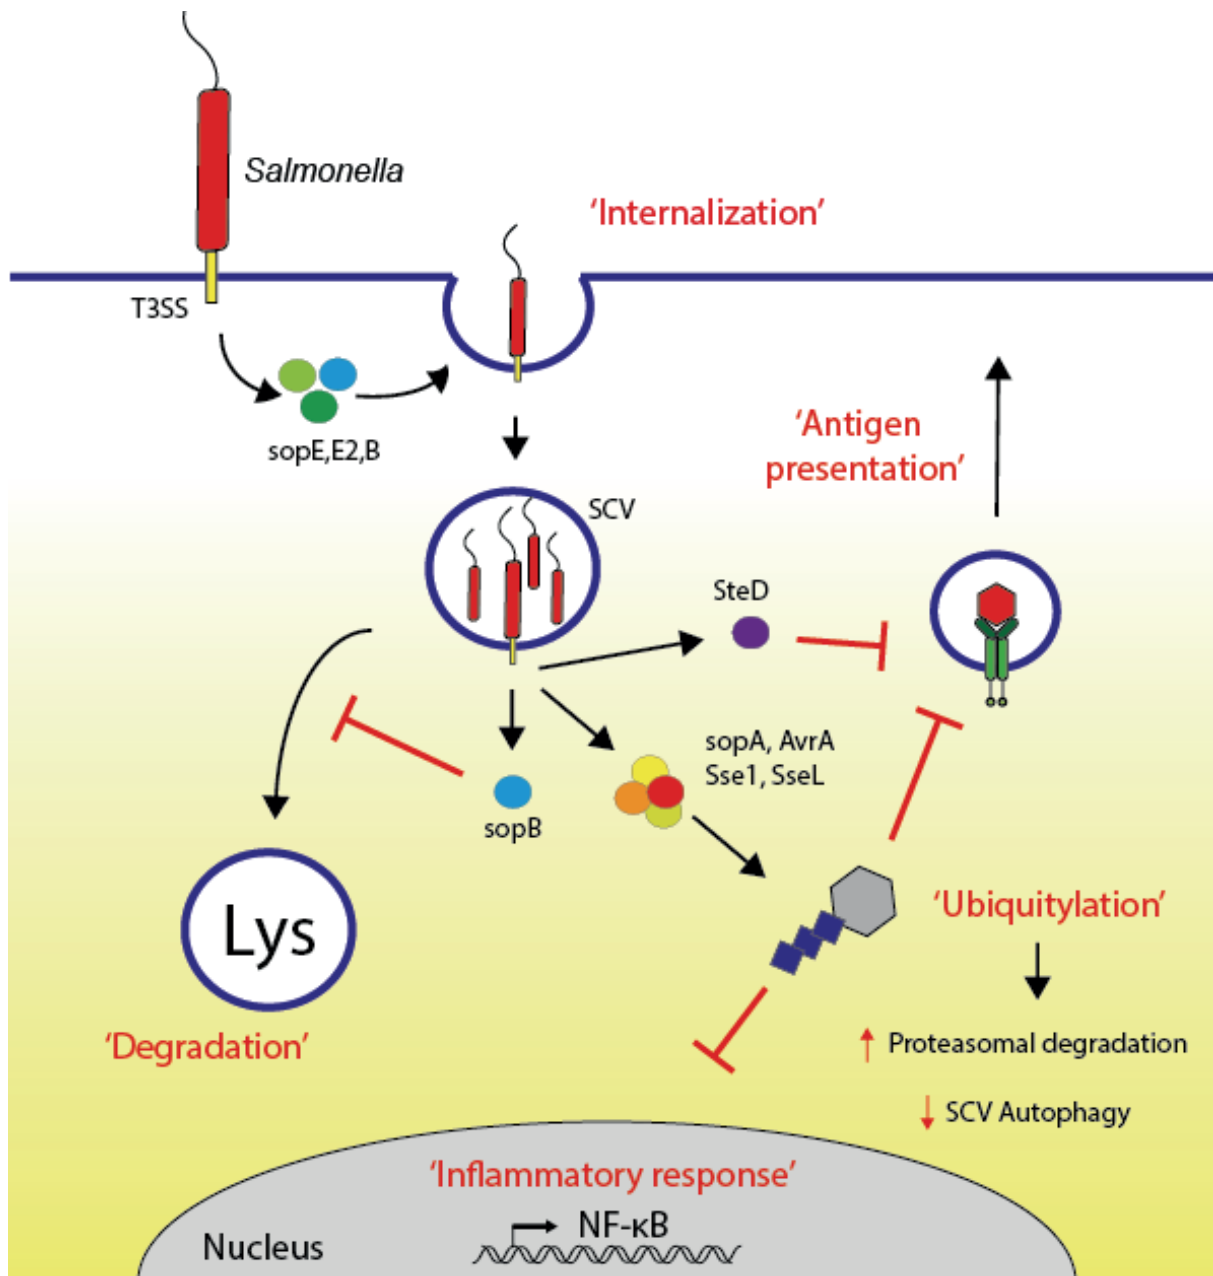 Salmonella
‘Internalization’
T3SS
sopE,E2,B
‘Antigen
presentation’
SCV
SteD
sopA, AvrA
Sse1, SseL
sopB
Lys
‘Ubiquitylation’
‘Degradation’
↑ Proteasomal degradation
↓ SCV Autophagy
‘Inflammatory response’
NF-κB
Nucleus